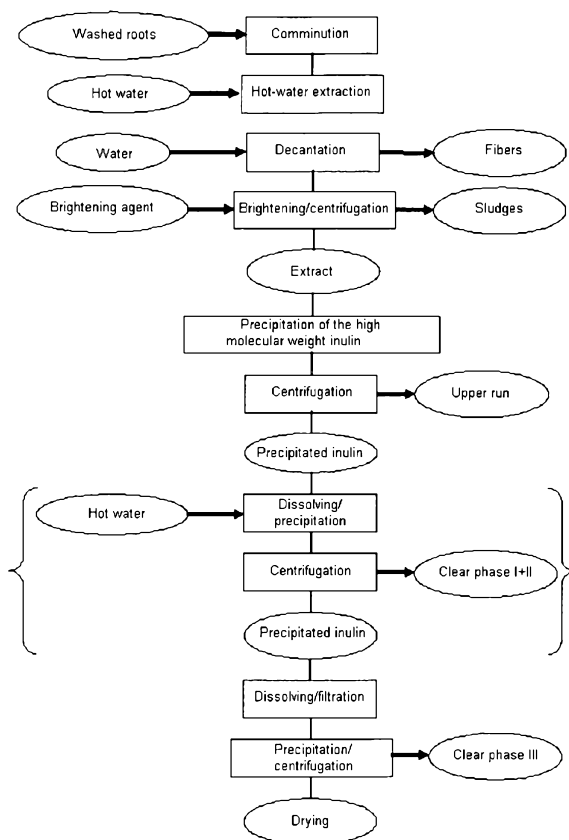 Washed roots
Comminution
Hot water
Hot-water extraction
Water
Decantation
Fibers
Brightening agent
Brightening/centrifugation
Sludges
Extract
Precipitation of the high
molecular weight inulin
Centrifugation
Upper run
Precipitated inulin
Hot water
Dissolving/
precipitation
Centrifugation
Clear phase I+II
Precipitated inulin
Dissolving/filtration
Precipitation/
centrifugation
Clear phase III
Drying